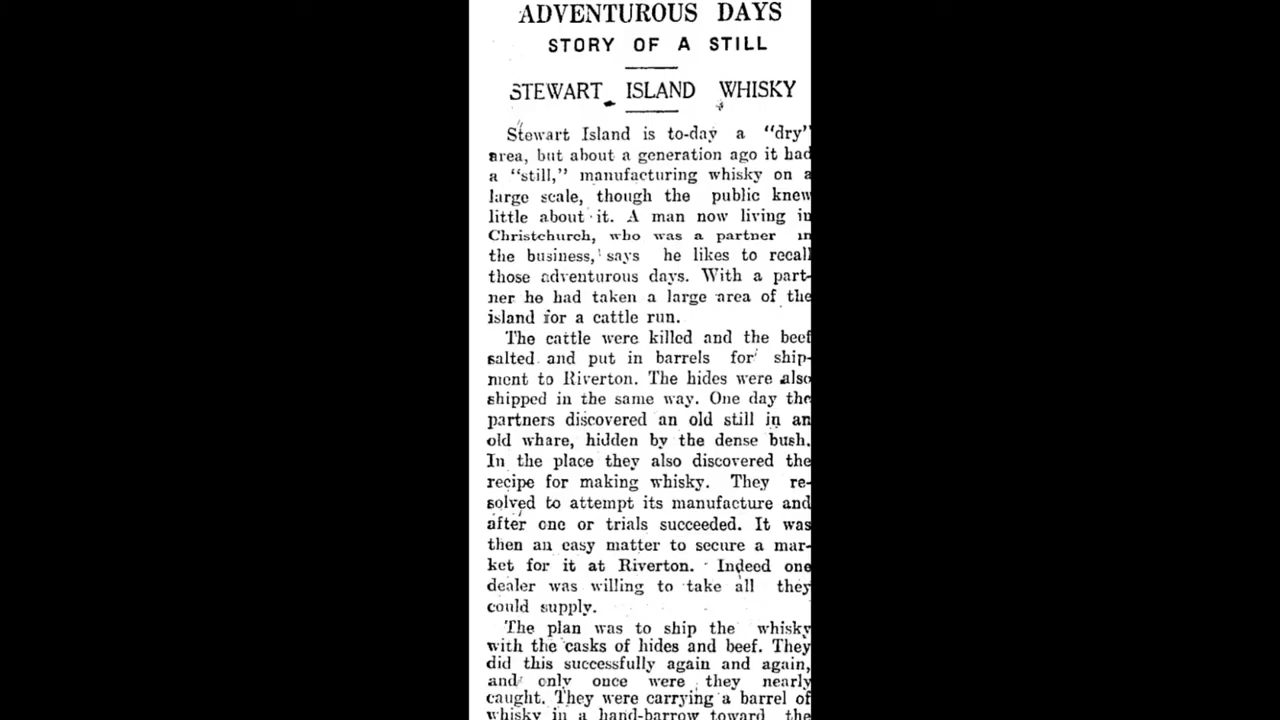 ADVENTUROUS DAYS
STORY OF A STILL
STEWART ISLAND WHISKY
Stewart Island is to-day a "dry"
area, but about a generation ago it had
a "still," manufacturing whisky on a
large scale, though the public knew
little about it. A man now living in
Christchurch, who was a partner in
the business, says he likes to recall
those adventurous days. With a part-
ner he had taken a large area of the
island for a cattle run.
The cattle were killed and the beef
salted and put in barrels for ship-
ment to Riverton. The hides were also
shipped in the same way. One day the
partners discovered an old still in an
old whare, hidden by the dense bush.
In the place they also discovered the
recipe for making whisky. They re-
solved to attempt its manufacture and
after one or trials succeeded. It was
then an easy matter to secure a mar-
ket for it at Riverton. Indeed one
dealer was willing to take all they
could supply.
The plan was to ship the whisky
with the casks of hides and beef. They
did this successfully again and again,
and only once were they nearly
caught. They were carrying a barrel of
whisky in a hand-barrow toward the